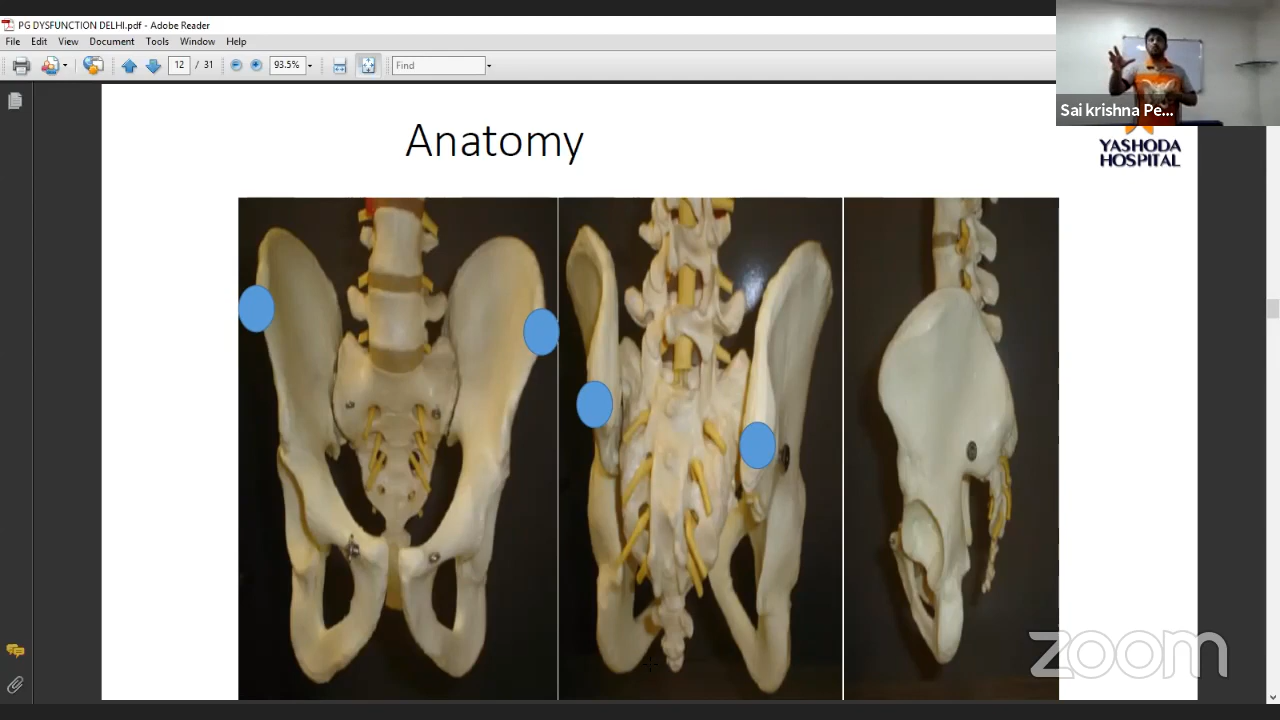 PG DYSFUNCTION DELHI.pdf - Adobe Reader
File Edit View Document Tools Window Help
12 / 31 93.5% Find
Sai krishna Pe...
Anatomy
YASHODA
HOSPITAL
zoom